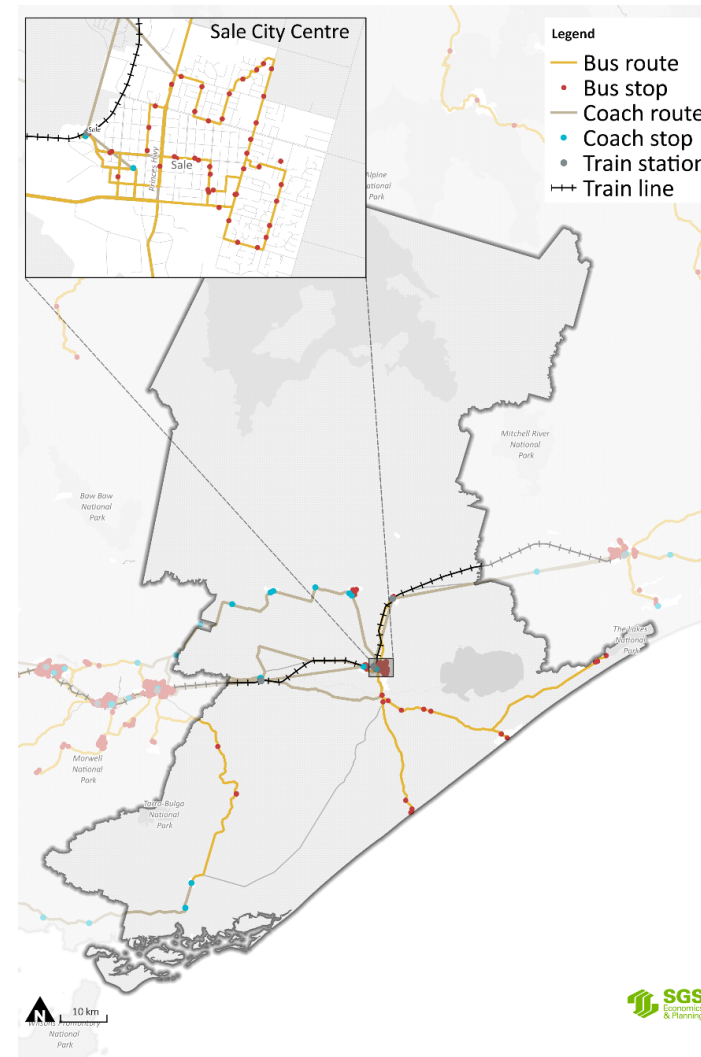 Sale City Centre
Legend
Bus route
Bus stop
Coach route
Coach stop
Train station
Train line
Sale
Princes Hwy
Sale
Alpine
National
Park
Mitchell River
National
Park
Baw Baw
National
Park
The Lakes
National
Park
Morwell
National
Park
Tarra-Bulga
National
Park
N
10 km
Wilsons Promontory
National
Park
SGS
Economics
& Planning